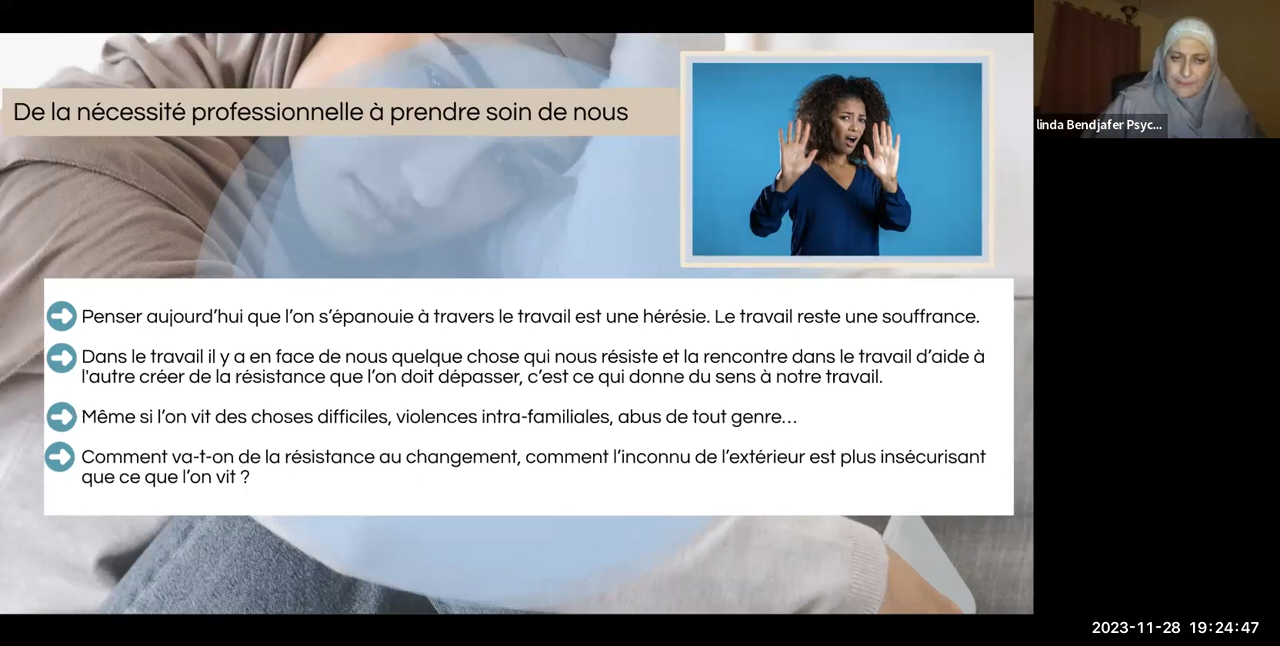 De la nécessité professionnelle à prendre soin de nous
linda Bendjafer Psyc...
Penser aujourd'hui que l'on s'épanouie à travers le travail est une hérésie. Le travail reste une souffrance.
Dans le travail il y a en face de nous quelque chose qui nous résiste et la rencontre dans le travail d'aide à
l'autre créer de la résistance que l'on doit dépasser, c'est ce qui donne du sens à notre travail.
Même si l'on vit des choses difficiles, violences intra-familiales, abus de tout genre...
Comment va-t-on de la résistance au changement, comment l'inconnu de l'extérieur est plus insécurisant
que ce que l'on vit ?
2023-11-28 19:24:47